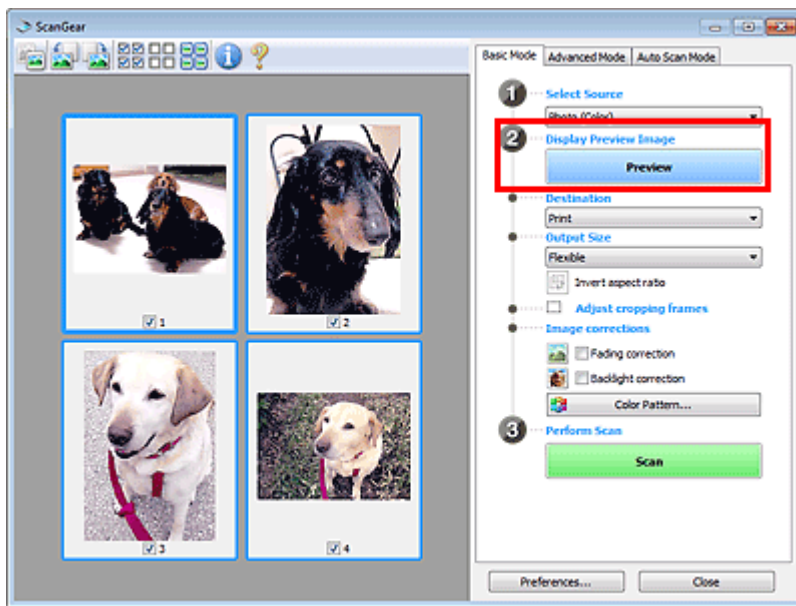 ScanGear
Basic Mode Advanced Mode Auto Scan Mode
1 Select Source
Photo (Color)
2 Display Preview Image
Preview
Destination
Print
Output Size
Flexible
Invert aspect ratio
Adjust cropping frames
Image corrections
Fading correction
Backlight correction
Color Pattern...
3 Perform Scan
Scan
1
2
3
4
Preferences... Close